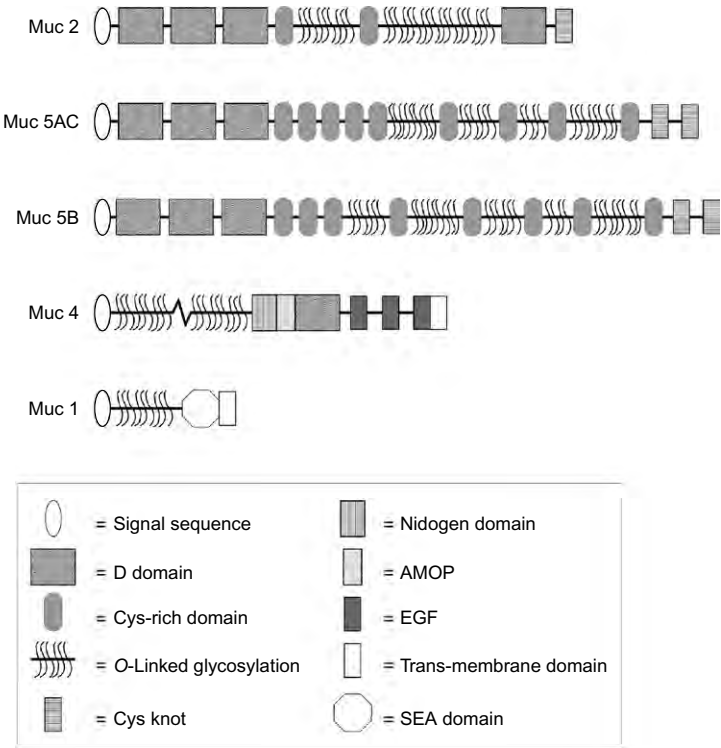 Muc 2
Muc 5AC
Muc 5B
Muc 4
Muc 1
= Signal sequence
= D domain
= Cys-rich domain
= O-Linked glycosylation
= Cys knot
= Nidogen domain
= AMOP
= EGF
= Trans-membrane domain
= SEA domain